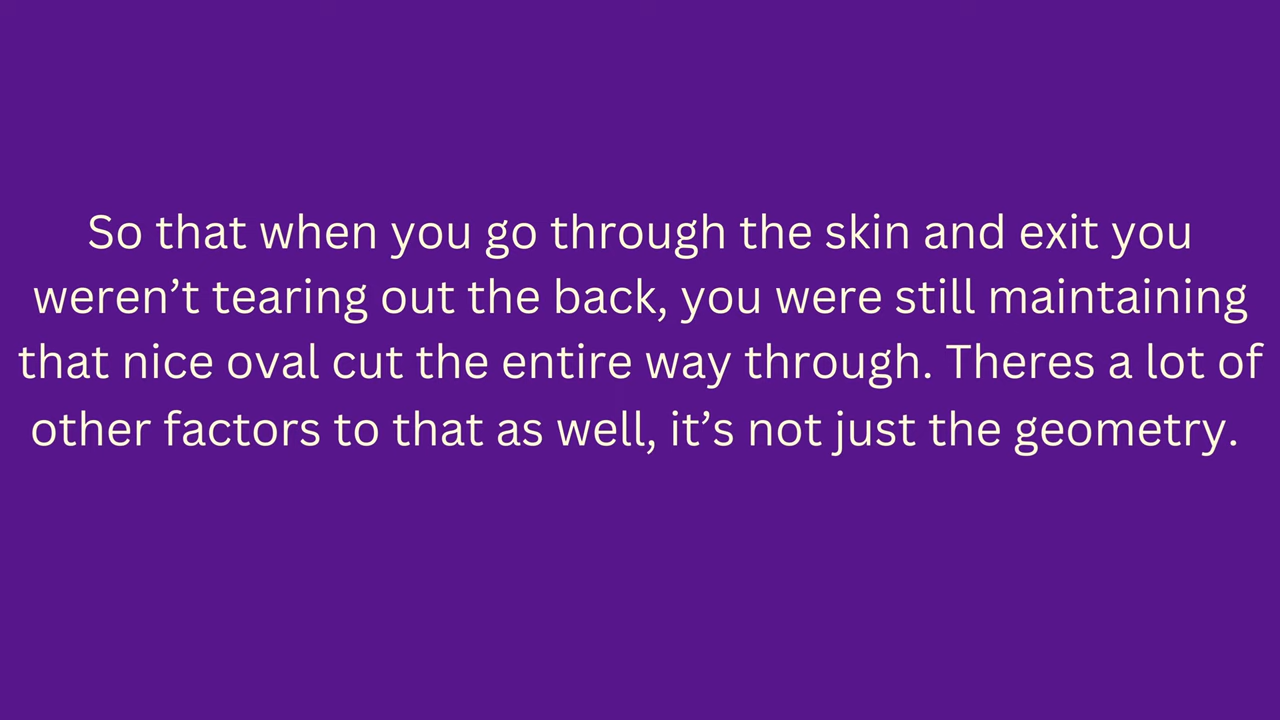 So that when you go through the skin and exit you
weren’t tearing out the back, you were still maintaining
that nice oval cut the entire way through. Theres a lot of
other factors to that as well, it’s not just the geometry.